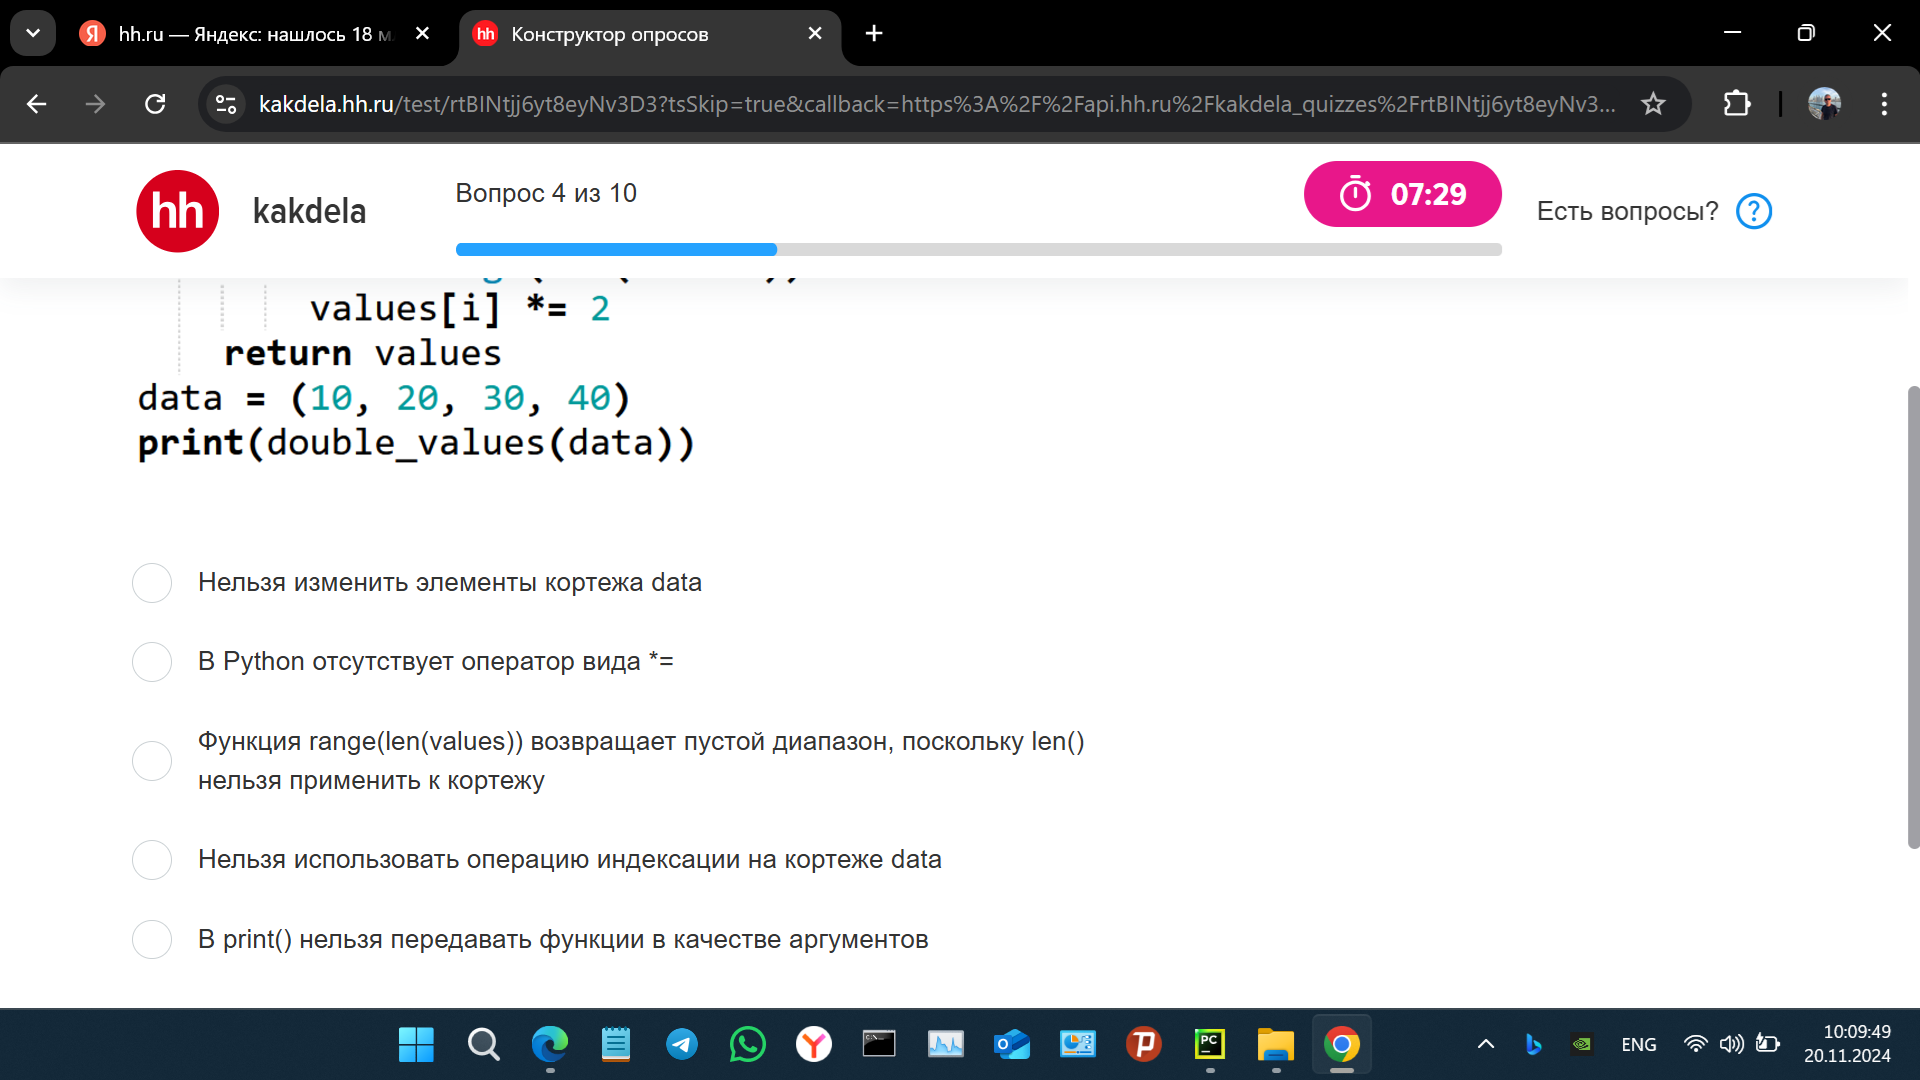 hh.ru — Яндекс: нашлось 18 м
Конструктор опросов
kakdela.hh.ru/test/rtBINtjj6yt8eyNv3D3?tsSkip=true&callback=https%3A%2F%2Fapi.hh.ru%2Fkakdela_quizzes%2FrtBINtjj6yt8eyNv3...
hh
kakdela
Вопрос 4 из 10
07:29
Есть вопросы?
values[i] *= 2
return values
data = (10, 20, 30, 40)
print(double_values(data))
Нельзя изменить элементы кортежа data
В Python отсутствует оператор вида *=
Функция range(len(values)) возвращает пустой диапазон, поскольку len()
нельзя применить к кортежу
Нельзя использовать операцию индексации на кортеже data
В print() нельзя передавать функции в качестве аргументов
ENG
10:09:49
20.11.2024